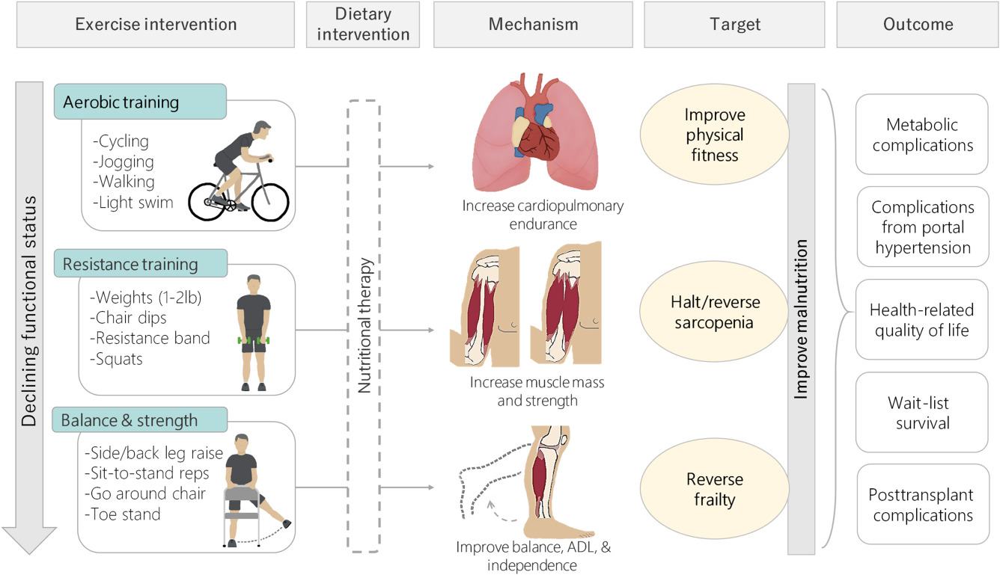 Exercise intervention
Dietary
intervention
Mechanism
Target
Outcome
Declining functional status
Aerobic training
-Cycling
-Jogging
-Walking
-Light swim
Resistance training
-Weights (1-2lb)
-Chair dips
-Resistance band
-Squats
Balance & strength
-Side/back leg raise
-Sit-to-stand reps
-Go around chair
-Toe stand
Nutritional therapy
Increase cardiopulmonary
endurance
Increase muscle mass
and strength
Improve balance, ADL, &
independence
Improve
physical
fitness
Halt/reverse
sarcopenia
Reverse
frailty
Improve malnutrition
Metabolic
complications
Complications
from portal
hypertension
Health-related
quality of life
Wait-list
survival
Posttransplant
complications